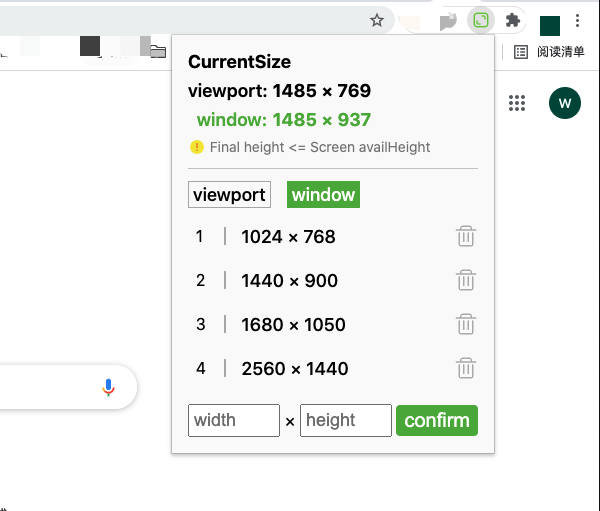 阅读清单
CurrentSize
viewport: 1485 × 769
window: 1485 × 937
! Final height <= Screen availHeight
W
viewport window
1 | 1024 × 768
2 | 1440 × 900
3 | 1680 × 1050
4 | 2560 × 1440
width × height confirm